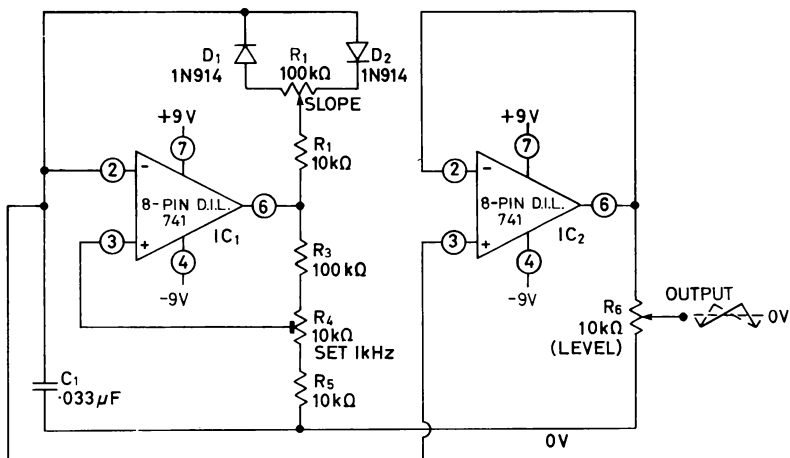 D1
1N914
R1
100kΩ
D2
1N914
SLOPE
+9V
7
R1
10kΩ
2
-
8-PIN D.I.L.
741
6
3
+
IC1
4
-9V
R3
100kΩ
R4
10kΩ
SET 1kHz
R5
10kΩ
C1
·033µF
+9V
7
2
-
8-PIN D.I.L.
741
6
3
+
IC2
4
-9V
R6
10kΩ
(LEVEL)
OUTPUT
0V
0V